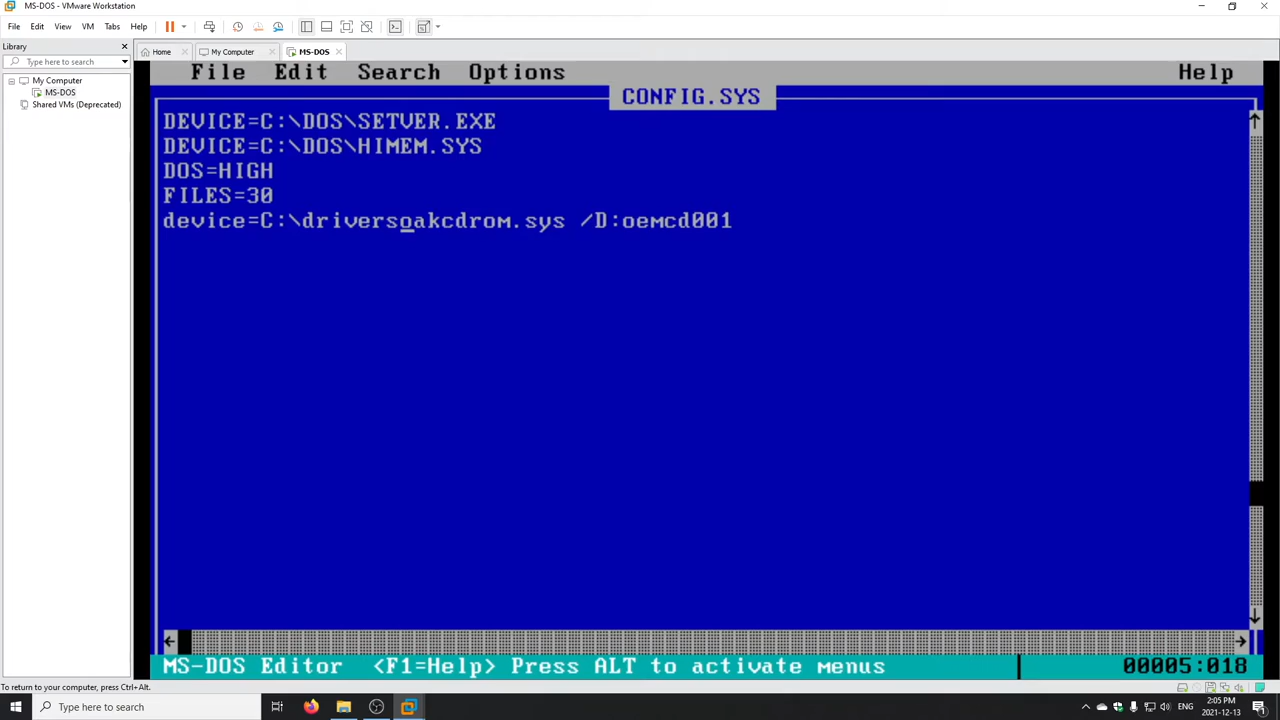 MS-DOS - VMware Workstation
File Edit View VM Tabs Help
Library
Type here to search
My Computer
MS-DOS
Shared VMs (Deprecated)
Home
My Computer
MS-DOS
File Edit Search Options Help
CONFIG.SYS
DEVICE=C:\DOS\SETVER.EXE
DEVICE=C:\DOS\HIMEM.SYS
DOS=HIGH
FILES=30
device=C:\driversoakcdrom.sys /D:oemcd001
MS-DOS Editor <F1=Help> Press ALT to activate menus 00005:018
To return to your computer, press Ctrl+Alt.
Type here to search
ENG
2:05 PM
2021-12-13
1